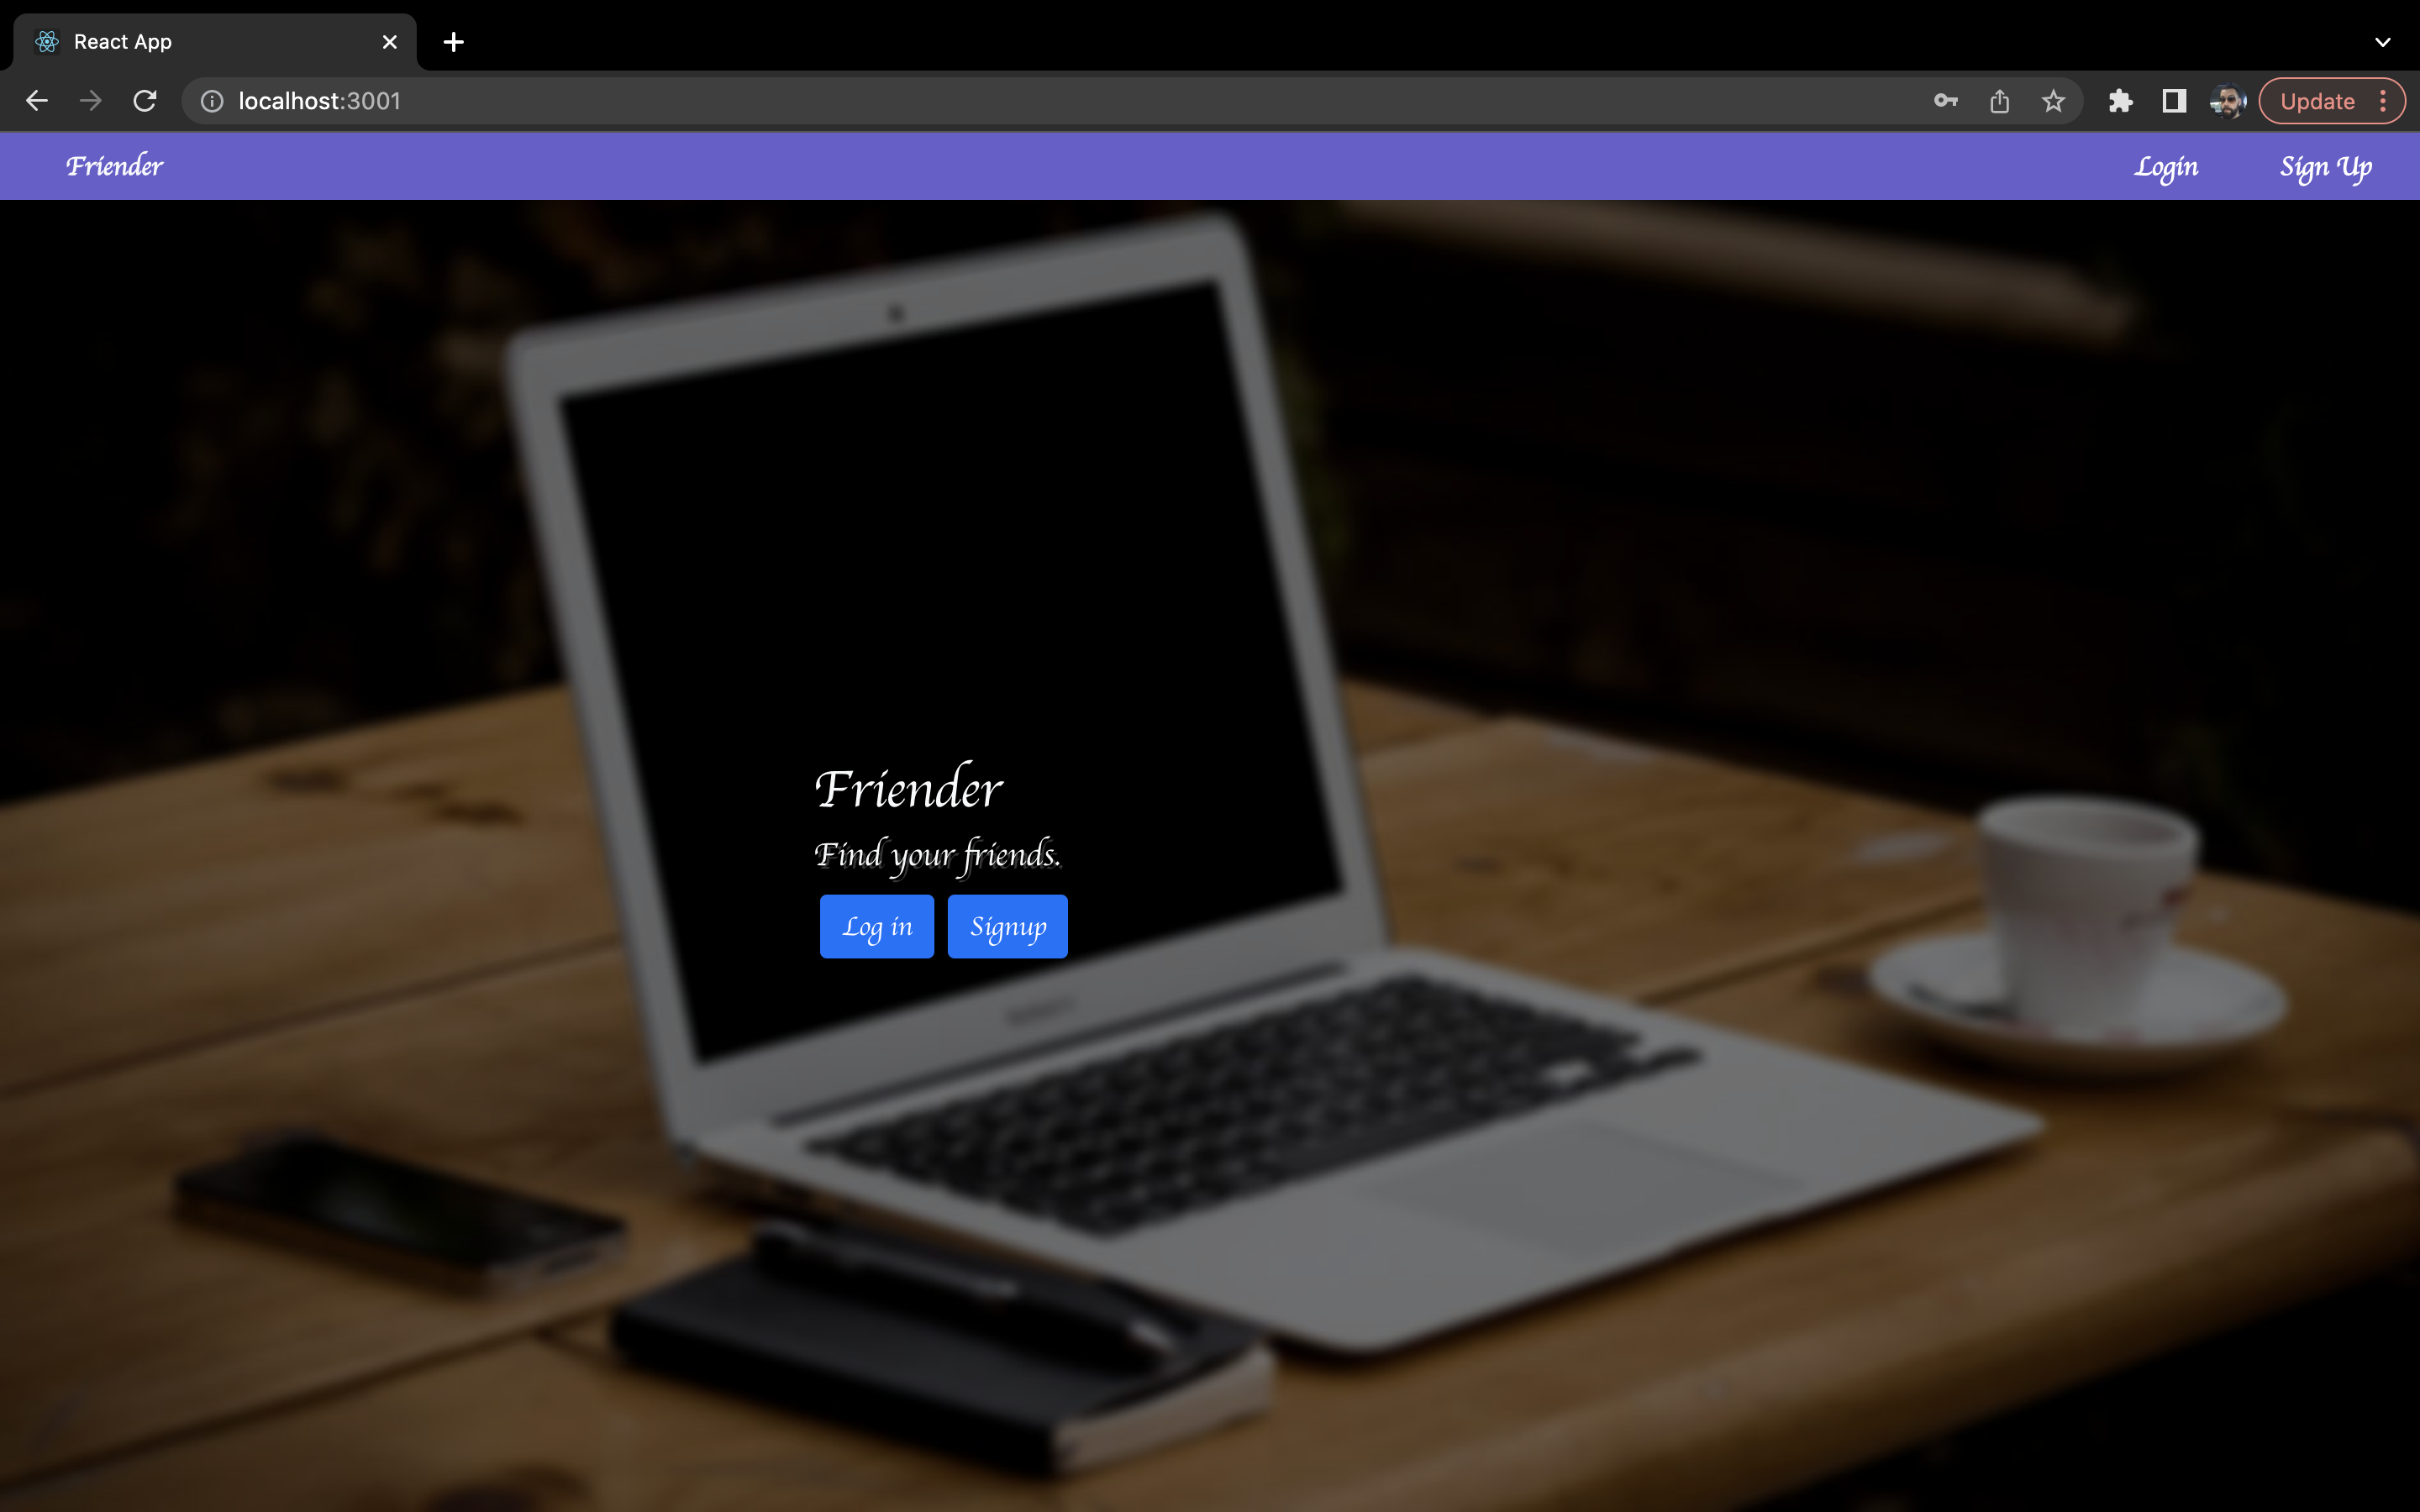 React App
localhost:3001
Update
Friender
Login Sign Up
Friender
Find your friends.
Log in Signup